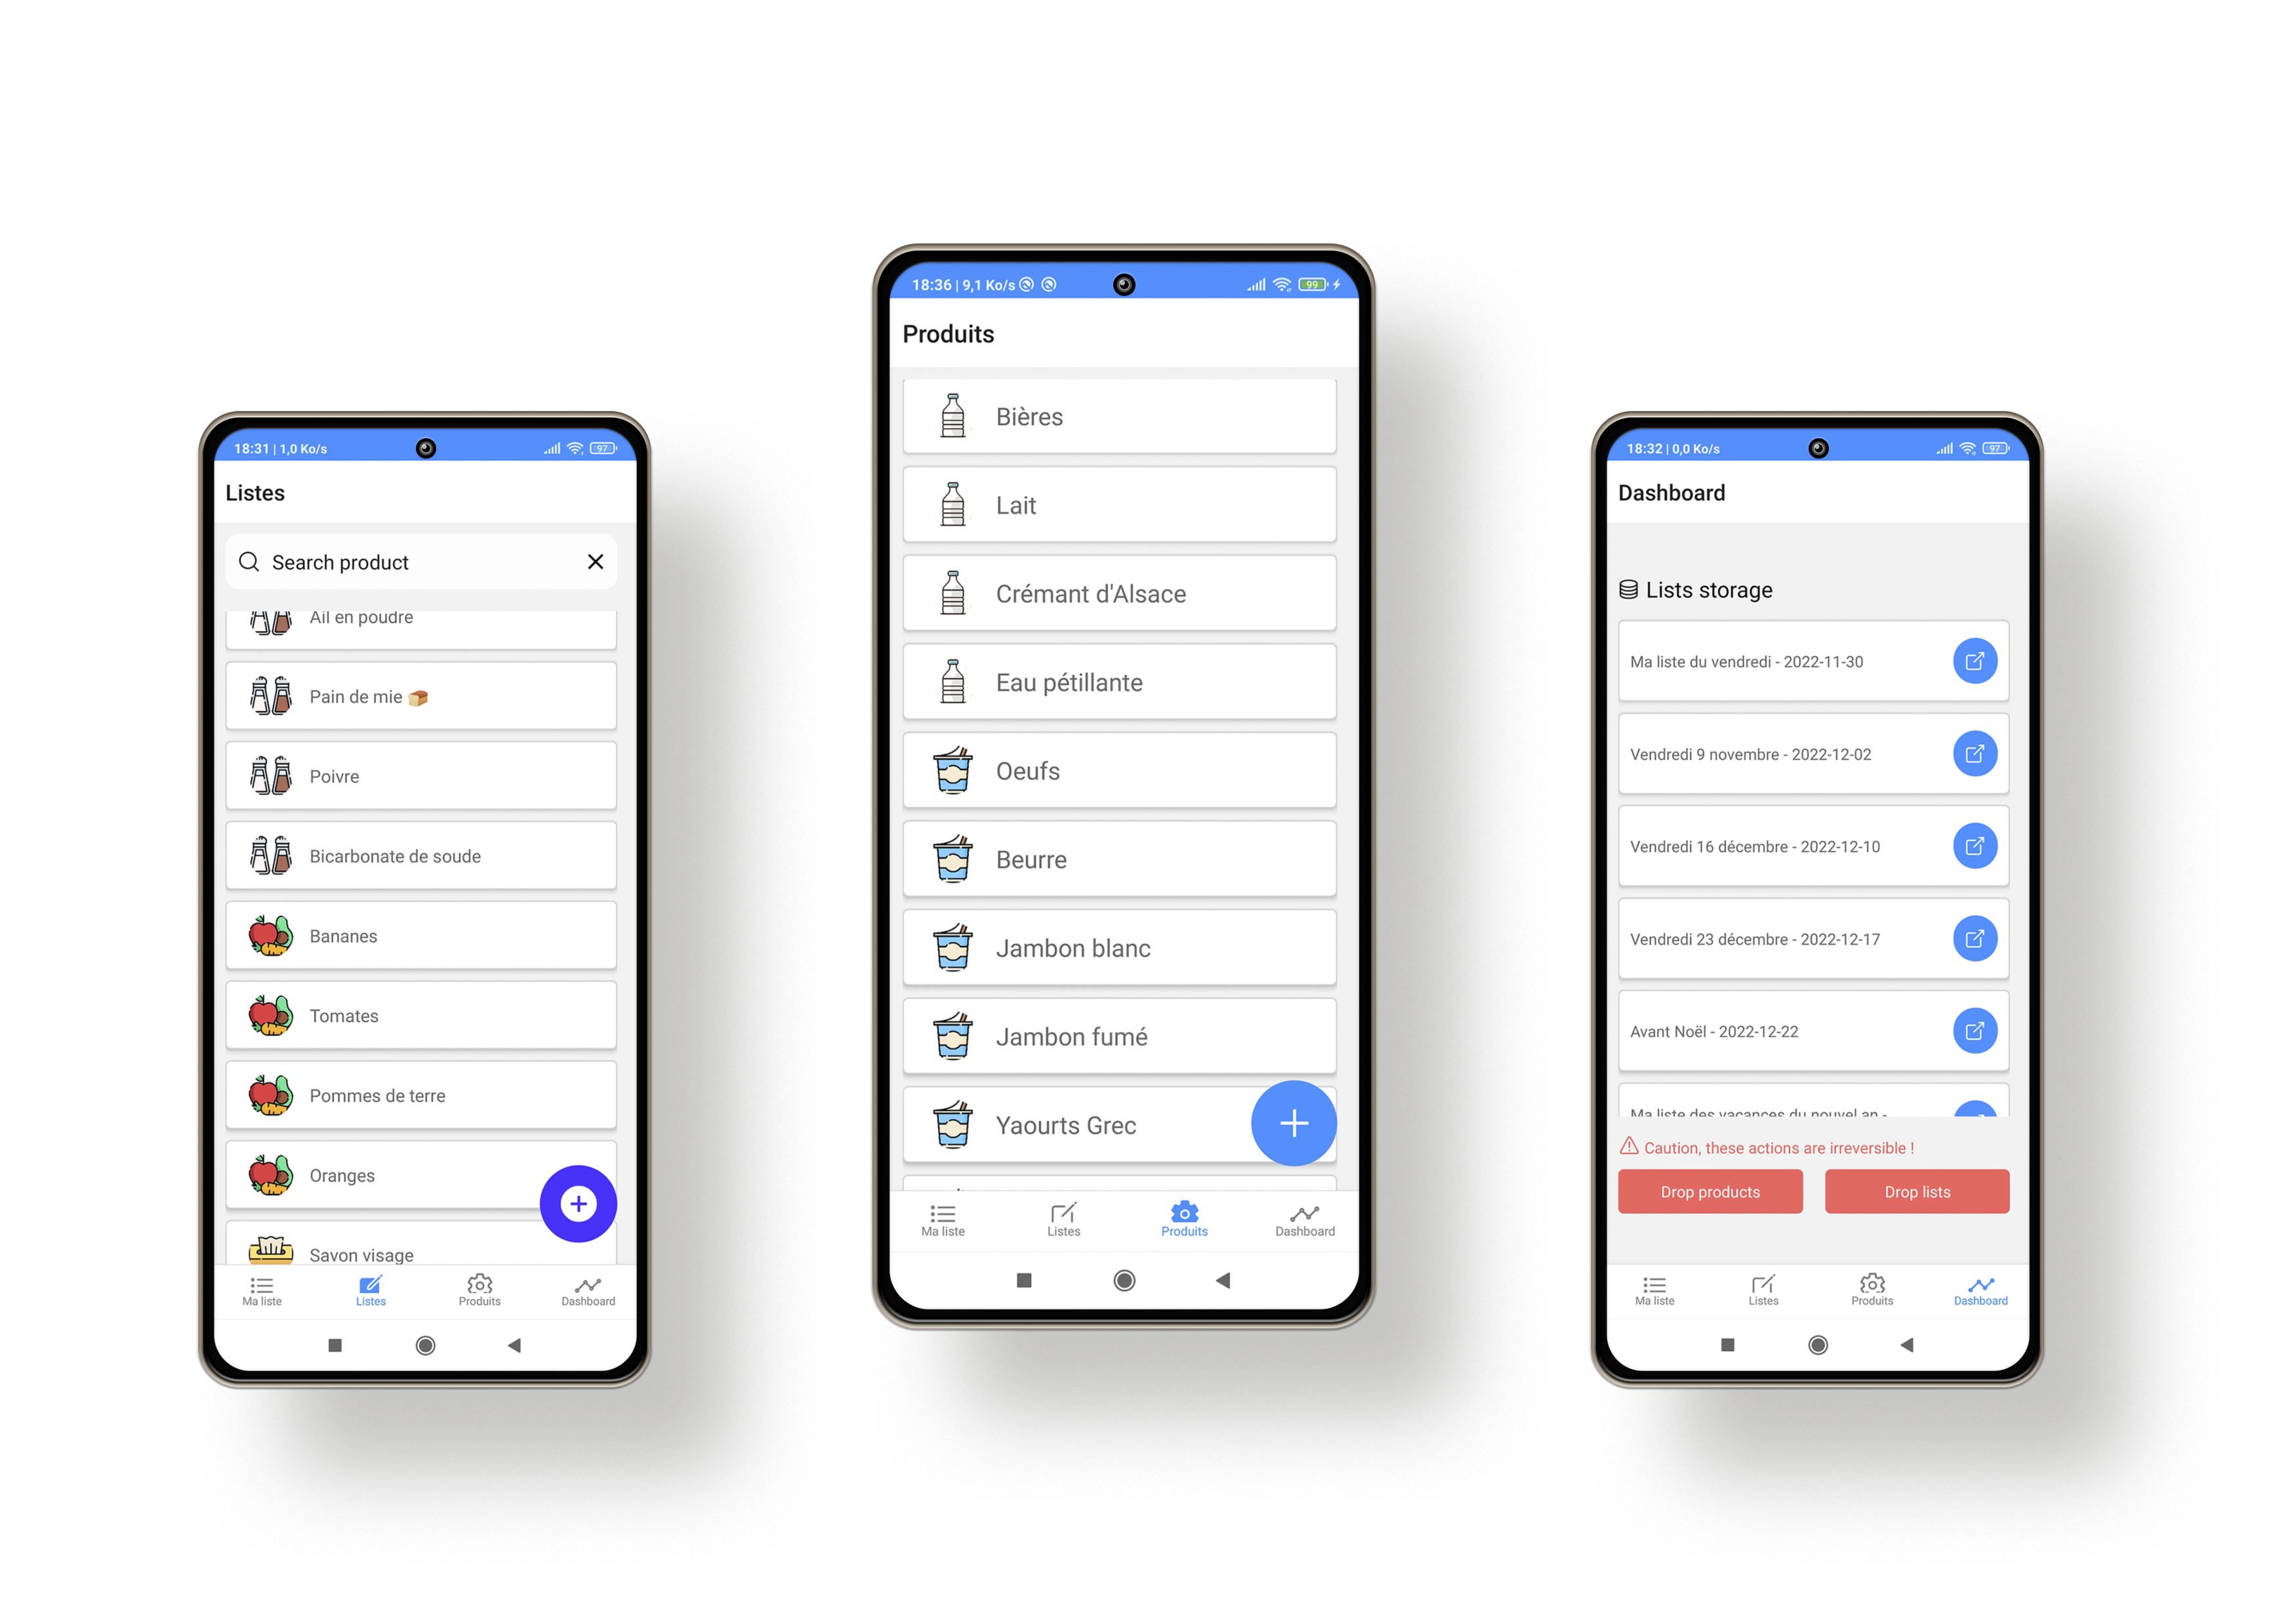 18:31 | 1,0 Ko/s
97
Listes
Search product
Ail en poudre
Pain de mie 🍞
Poivre
Bicarbonate de soude
Bananes
Tomates
Pommes de terre
Oranges
Savon visage
Ma liste
Listes
Produits
Dashboard
18:36 | 9,1 Ko/s
99
Produits
Bières
Lait
Crémant d'Alsace
Eau pétillante
Oeufs
Beurre
Jambon blanc
Jambon fumé
Yaourts Grec
Ma liste
Listes
Produits
Dashboard
18:32 | 0,0 Ko/s
97
Dashboard
Lists storage
Ma liste du vendredi - 2022-11-30
Vendredi 9 novembre - 2022-12-02
Vendredi 16 décembre - 2022-12-10
Vendredi 23 décembre - 2022-12-17
Avant Noël - 2022-12-22
Ma liste des vacances du nouvel an -
Caution, these actions are irreversible !
Drop products
Drop lists
Ma liste
Listes
Produits
Dashboard